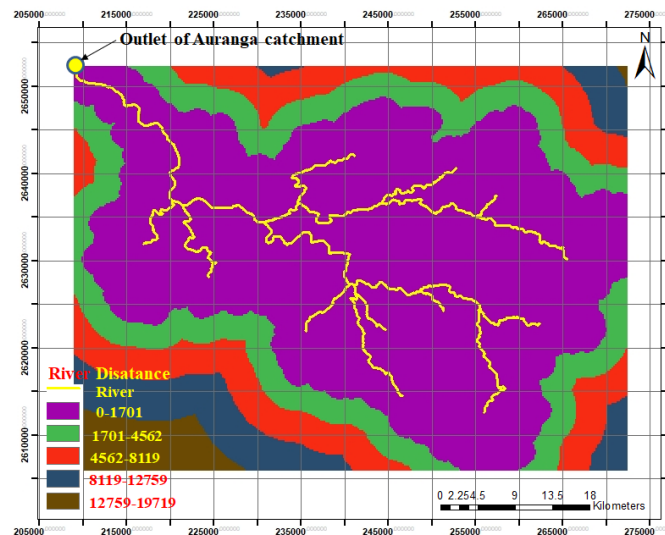 205000 215000 225000 235000 245000 255000 265000 275000
Outlet of Auranga catchment
N
2650000
2640000
2630000
2620000
2610000
River Disatance
River
0-1701
1701-4562
4562-8119
8119-12759
12759-19719
0 2.25 4.5 9 13.5 18
Kilometers
205000 215000 225000 235000 245000 255000 265000 275000